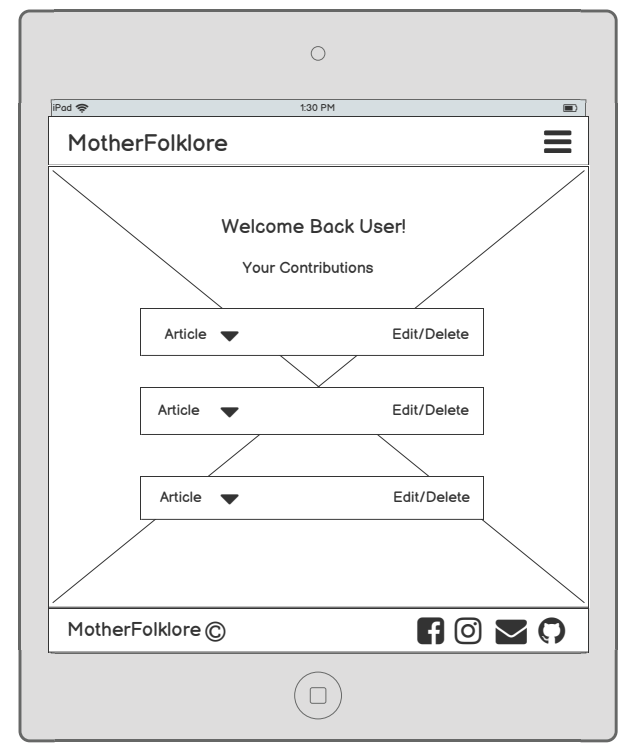 iPad 1:30 PM
MotherFolklore
Welcome Back User!
Your Contributions
Article Edit/Delete
Article Edit/Delete
Article Edit/Delete
MotherFolklore ©